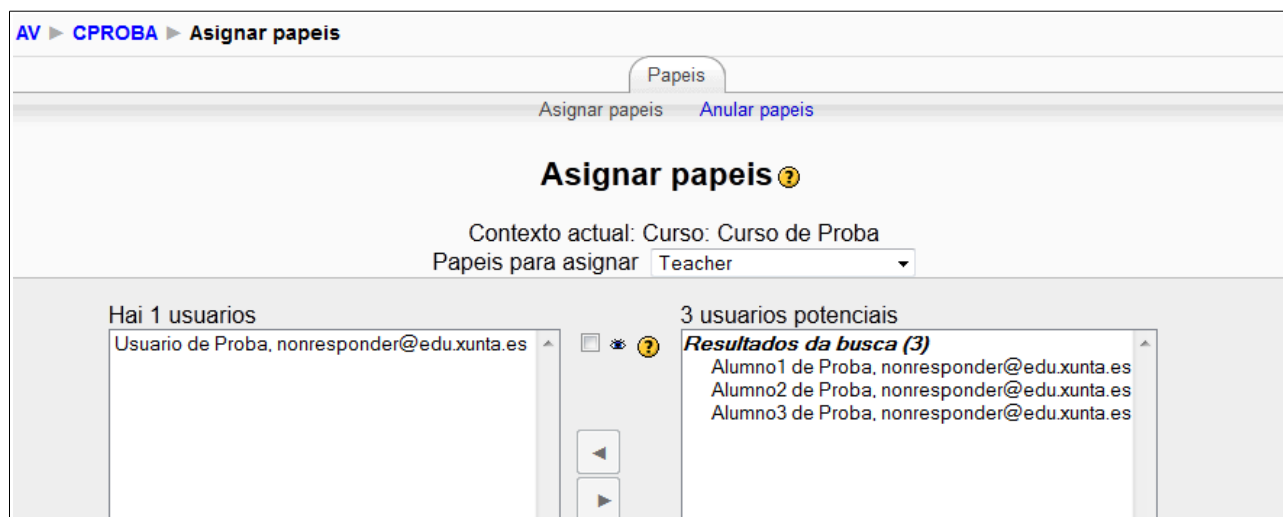 AV ► CPROBA ► Asignar papeis
Papeis
Asignar papeis Anular papeis
Asignar papeis
Contexto actual: Curso: Curso de Proba
Papeis para asignar Teacher
Hai 1 usuarios
Usuario de Proba, nonresponder@edu.xunta.es
3 usuarios potenciais
Resultados da busca (3)
Alumno1 de Proba, nonresponder@edu.xunta.es
Alumno2 de Proba, nonresponder@edu.xunta.es
Alumno3 de Proba, nonresponder@edu.xunta.es